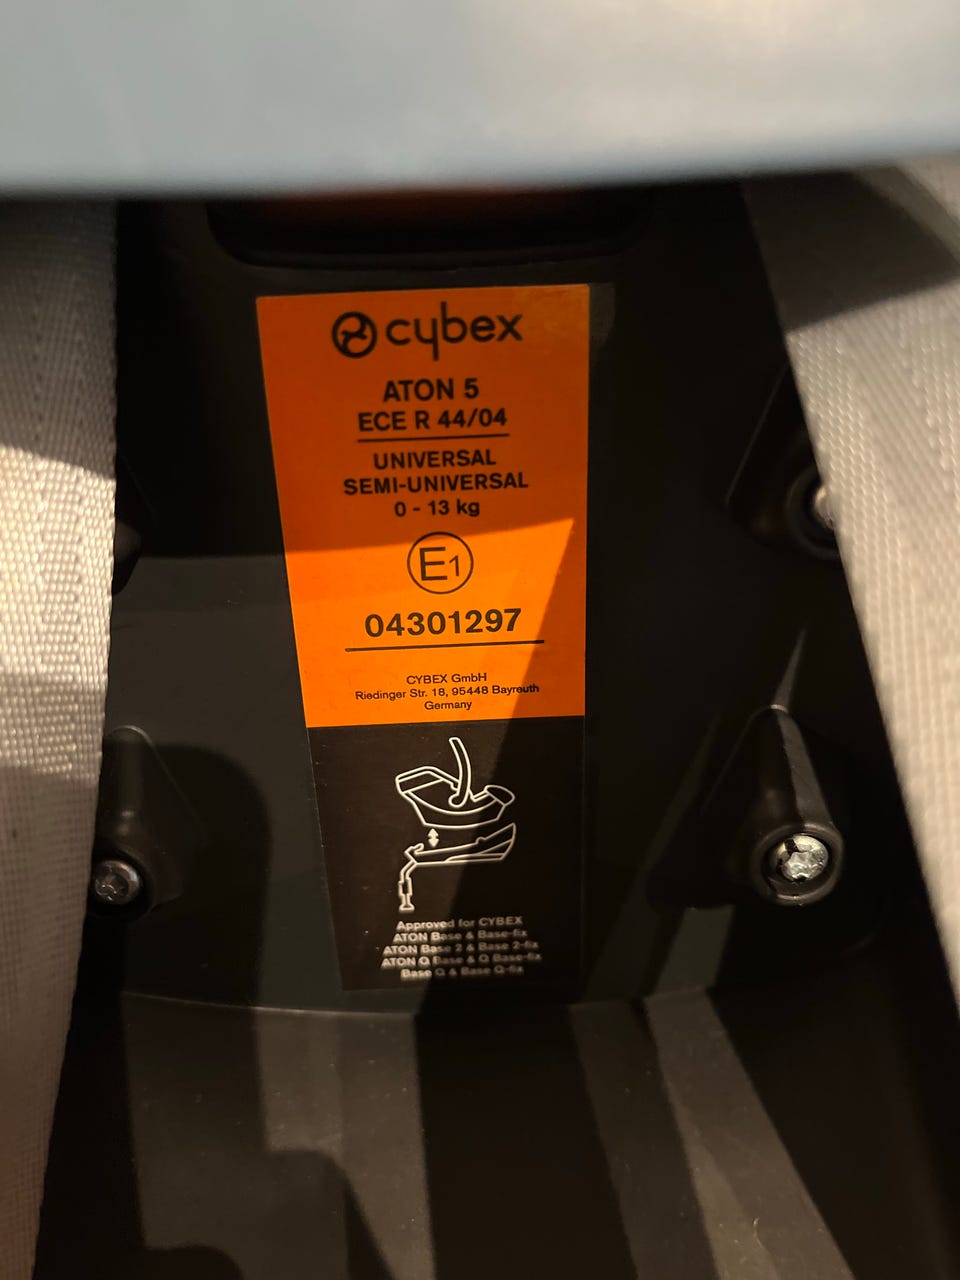 cybex
ATON 5
ECE R 44/04
UNIVERSAL
SEMI-UNIVERSAL
0 - 13 kg
E1
04301297
CYBEX GmbH
Riedinger Str. 18, 95448 Bayreuth
Germany
Approved for CYBEX
ATON Base & Base-fix
ATON Base 2 & Base 2-fix
ATON Q Base & Q Base-fix
Base Q & Base Q-fix